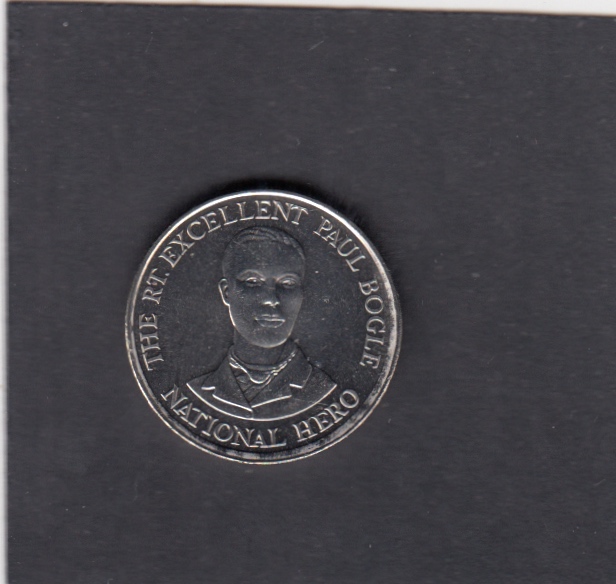 THE RT. EXCELLENT PAUL BOGLE
NATIONAL HERO